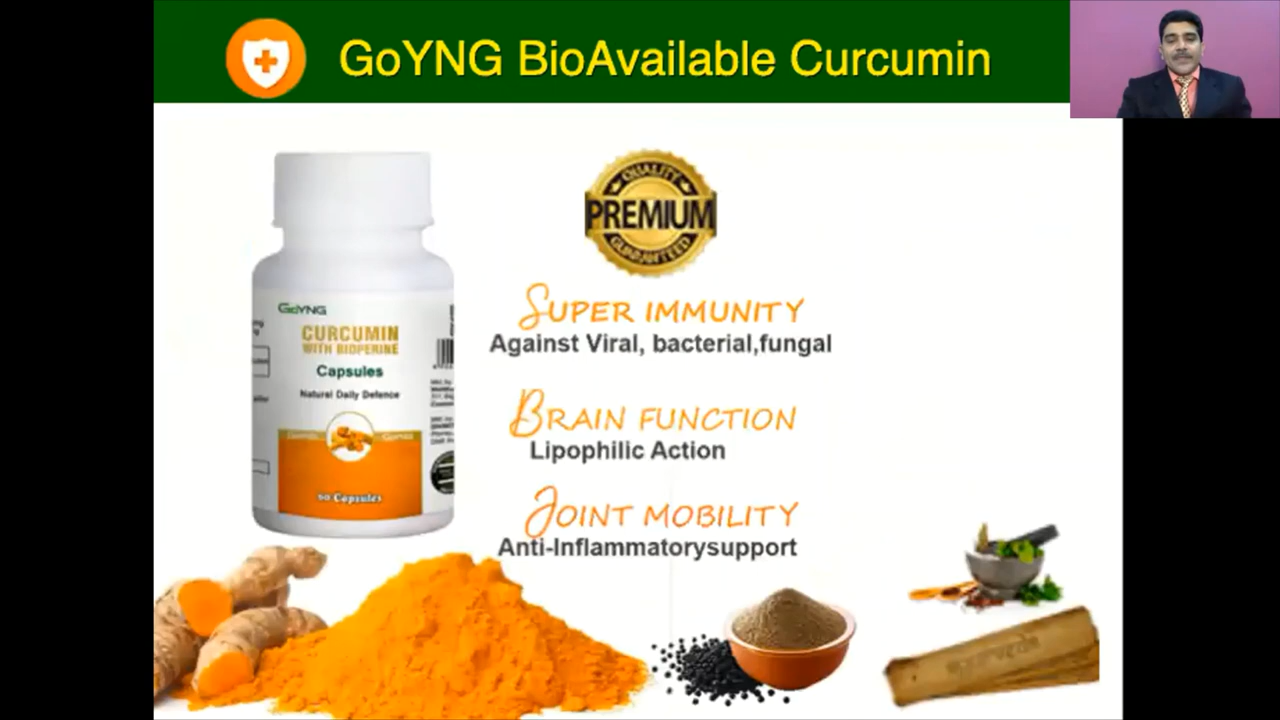 GoYNG BioAvailable Curcumin
QUALITY
PREMIUM
GUARANTEED
SUPER IMMUNITY
Against Viral, bacterial,fungal
GoYNG
CURCUMIN
WITH BIOPERINE
Capsules
Natural Daily Defence
90 Capsules
BRAIN FUNCTION
Lipophilic Action
JOINT MOBILITY
Anti-Inflammatorysupport